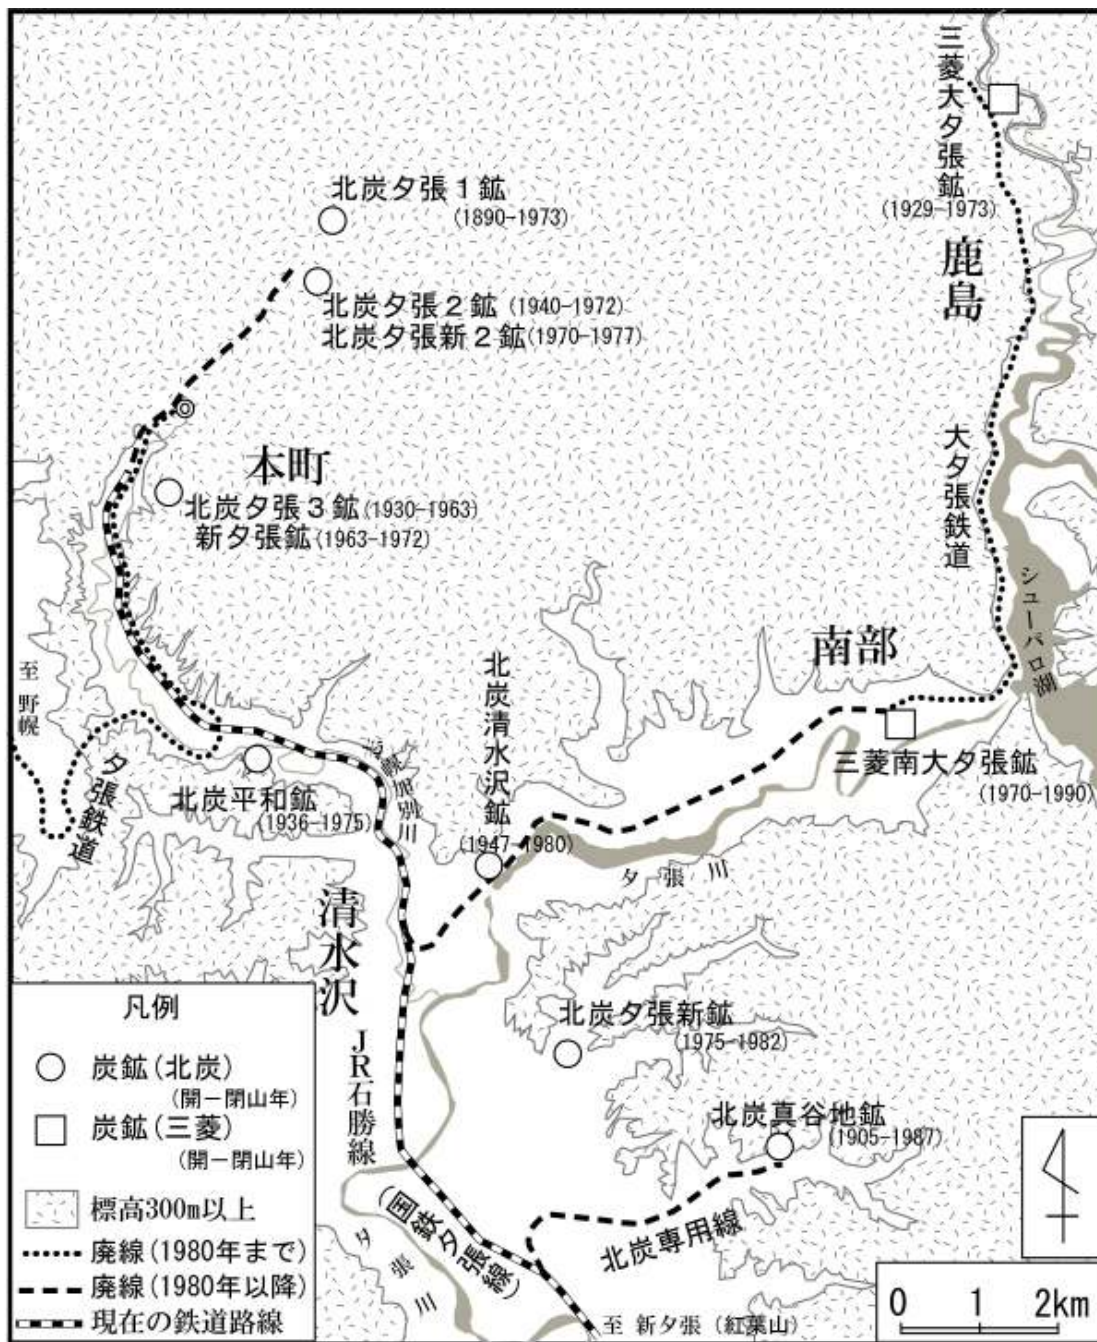 三菱大夕張鉱
(1929-1973)
鹿島
北炭夕張1鉱
(1890-1973)
北炭夕張2鉱 (1940-1972)
北炭夕張新2鉱(1970-1977)
本町
北炭夕張3鉱(1930-1963)
新夕張鉱(1963-1972)
大夕張鉄道
シューパロ湖
南部
三菱南大夕張鉱
(1970-1990)
至 野幌
夕張鉄道
北炭平和鉱
(1936-1975)
北炭清水沢鉱
(1947-1980)
夕張川
清水沢
JR石勝線
(国鉄夕張線)
北炭夕張新鉱
(1975-1982)
北炭真谷地鉱
(1905-1987)
北炭専用線
夕張川
至 新夕張(紅葉山)
凡例
炭鉱(北炭)
(開-閉山年)
炭鉱(三菱)
(開-閉山年)
標高300m以上
廃線(1980年まで)
廃線(1980年以降)
現在の鉄道路線
0 1 2km